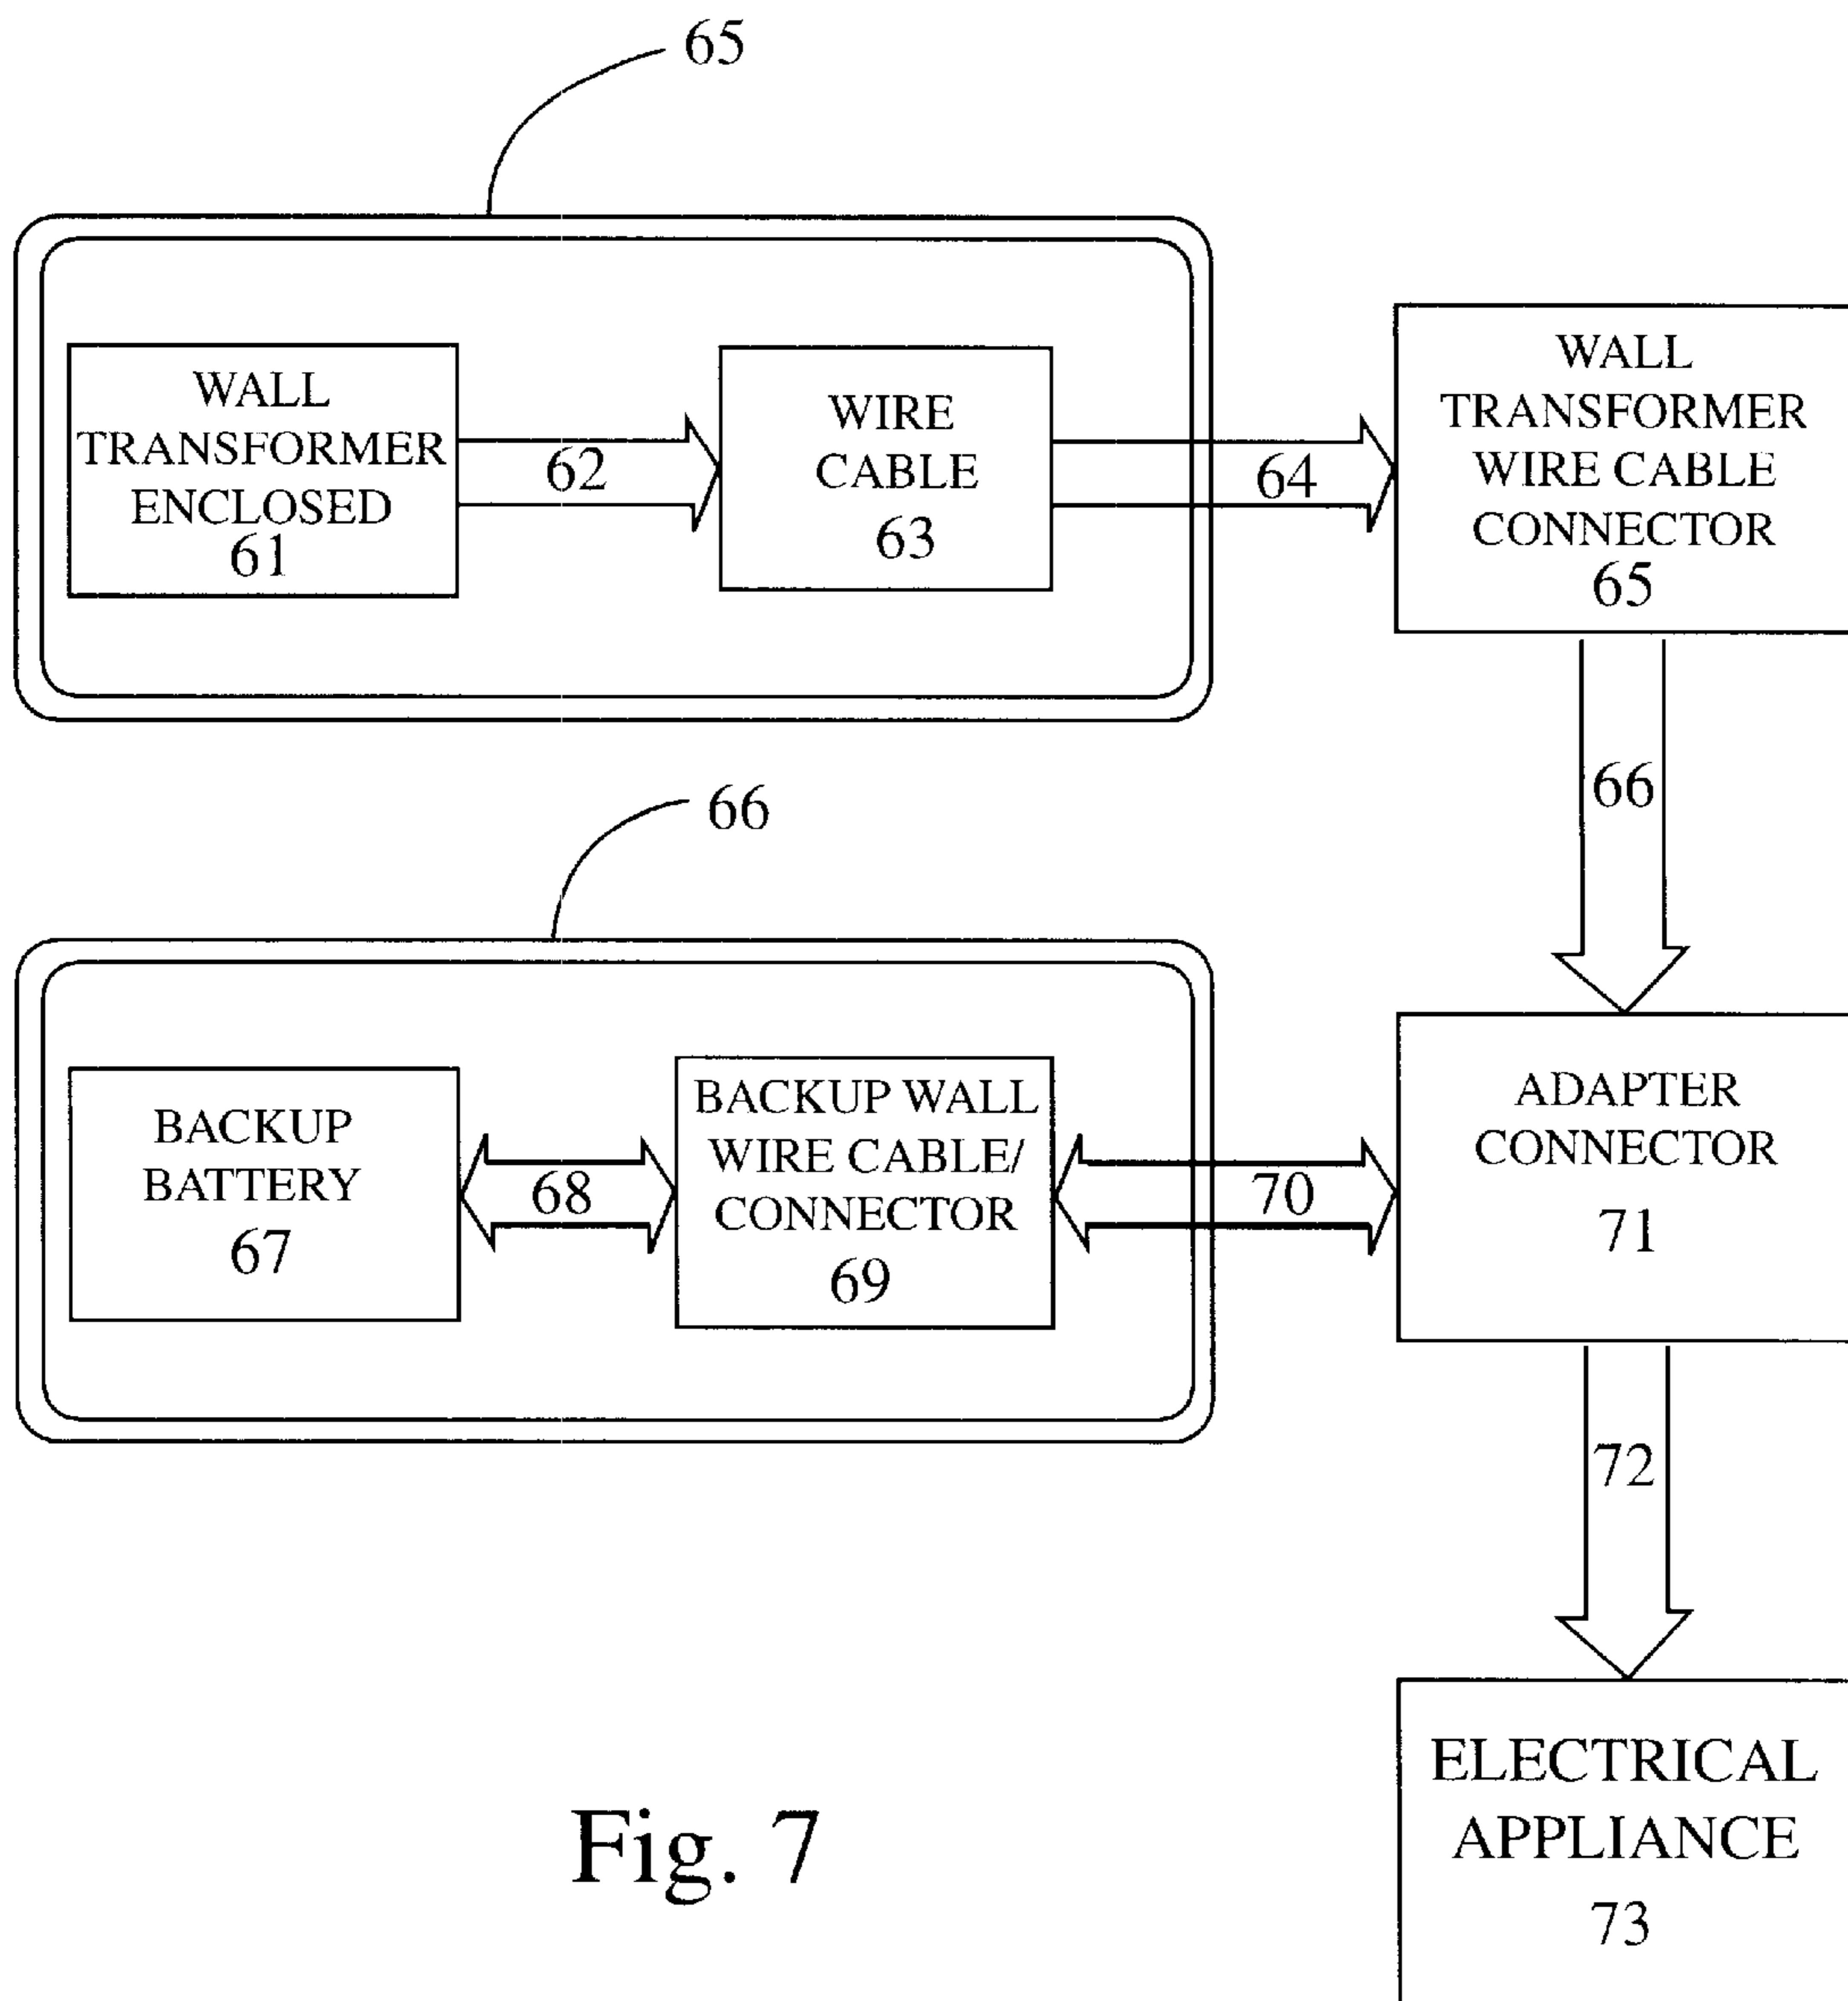 65
WALL
TRANSFORMER
ENCLOSED
61
62
WIRE
CABLE
63
64
WALL
TRANSFORMER
WIRE CABLE
CONNECTOR
65
66
66
BACKUP
BATTERY
67
68
BACKUP WALL
WIRE CABLE/
CONNECTOR
69
70
ADAPTER
CONNECTOR
71
72
ELECTRICAL
APPLIANCE
73
Fig. 7